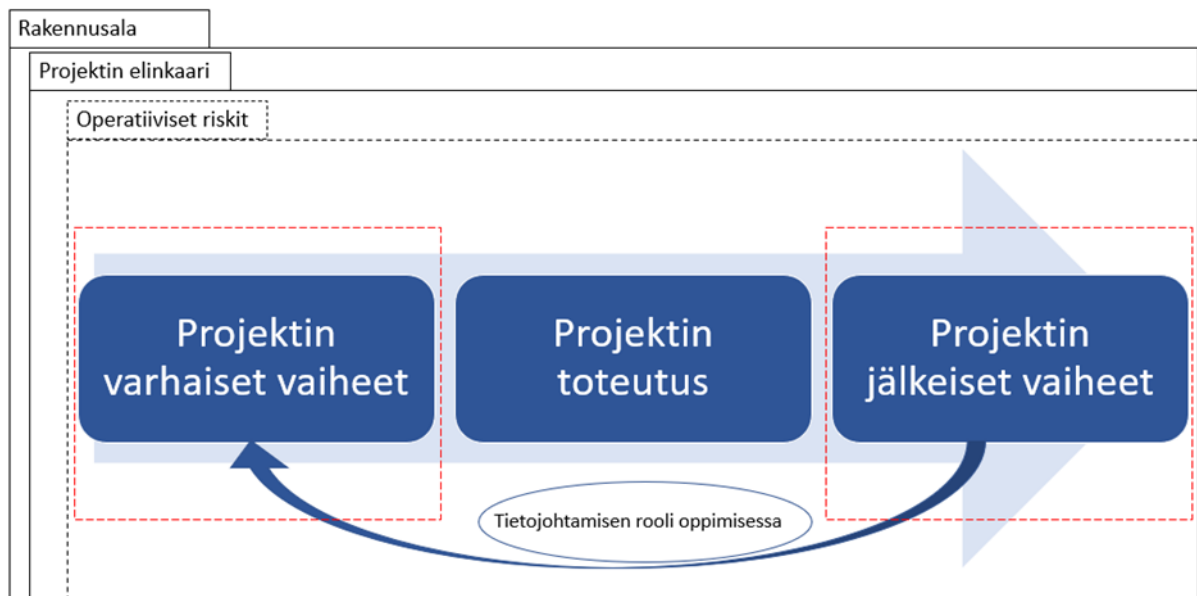 Rakennusala
Projektin elinkaari
Operatiiviset riskit
Projektin
varhaiset vaiheet
Projektin
toteutus
Projektin
jälkeiset vaiheet
Tietojohtamisen rooli oppimisessa